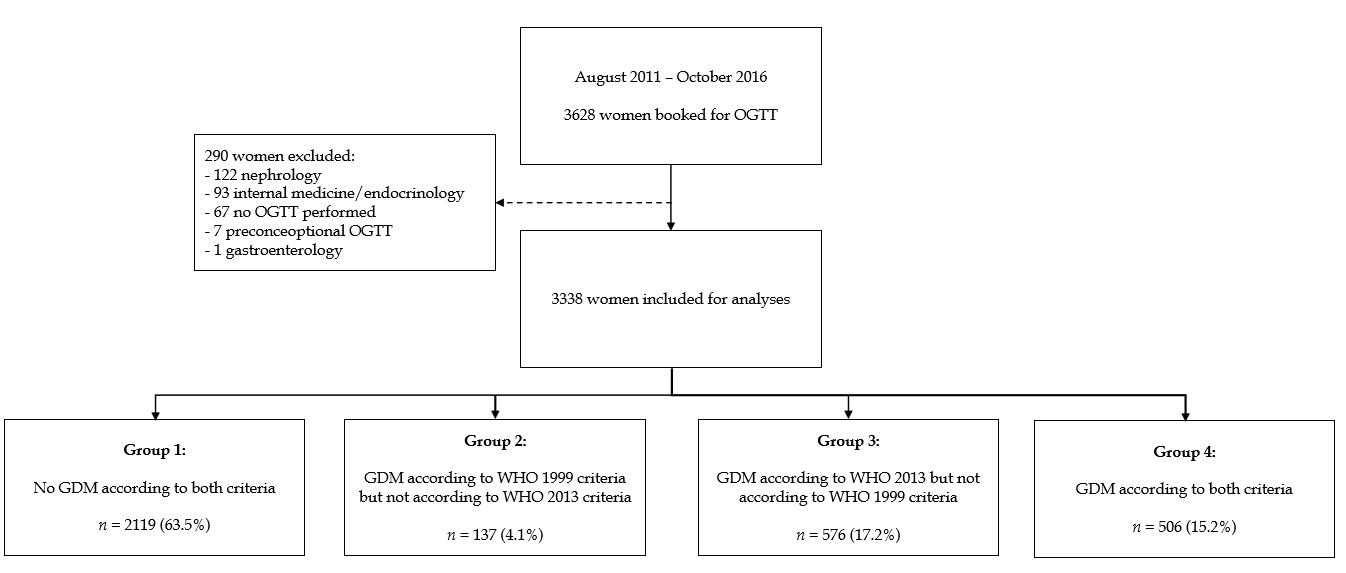 August 2011 – October 2016
3628 women booked for OGTT
290 women excluded:
- 122 nephrology
- 93 internal medicine/endocrinology
- 67 no OGTT performed
- 7 preconceoptional OGTT
- 1 gastroenterology
3338 women included for analyses
Group 1:
No GDM according to both criteria
n = 2119 (63.5%)
Group 2:
GDM according to WHO 1999 criteria
but not according to WHO 2013 criteria
n = 137 (4.1%)
Group 3:
GDM according to WHO 2013 but not
according to WHO 1999 criteria
n = 576 (17.2%)
Group 4:
GDM according to both criteria
n = 506 (15.2%)